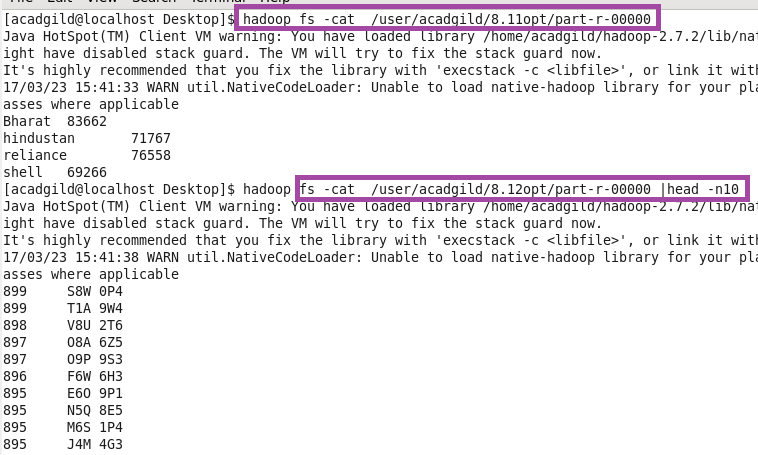 [acadgild@localhost Desktop]$ hadoop fs -cat  /user/acadgild/8.11opt/part-r-00000
Java HotSpot(TM) Client VM warning: You have loaded library /home/acadgild/hadoop-2.7.2/lib/nat
ight have disabled stack guard. The VM will try to fix the stack guard now.
It's highly recommended that you fix the library with 'execstack -c <libfile>', or link it with
17/03/23 15:41:33 WARN util.NativeCodeLoader: Unable to load native-hadoop library for your pla
asses where applicable
Bharat  83662
hindustan       71767
reliance        76558
shell   69266
[acadgild@localhost Desktop]$ hadoop fs -cat  /user/acadgild/8.12opt/part-r-00000 |head -n10
Java HotSpot(TM) Client VM warning: You have loaded library /home/acadgild/hadoop-2.7.2/lib/nat
ight have disabled stack guard. The VM will try to fix the stack guard now.
It's highly recommended that you fix the library with 'execstack -c <libfile>', or link it with
17/03/23 15:41:38 WARN util.NativeCodeLoader: Unable to load native-hadoop library for your pla
asses where applicable
899     S8W 0P4
899     T1A 9W4
898     V8U 2T6
897     O8A 6Z5
897     O9P 9S3
896     F6W 6H3
895     E6O 9P1
895     N5Q 8E5
895     M6S 1P4
895     J4M 4G3